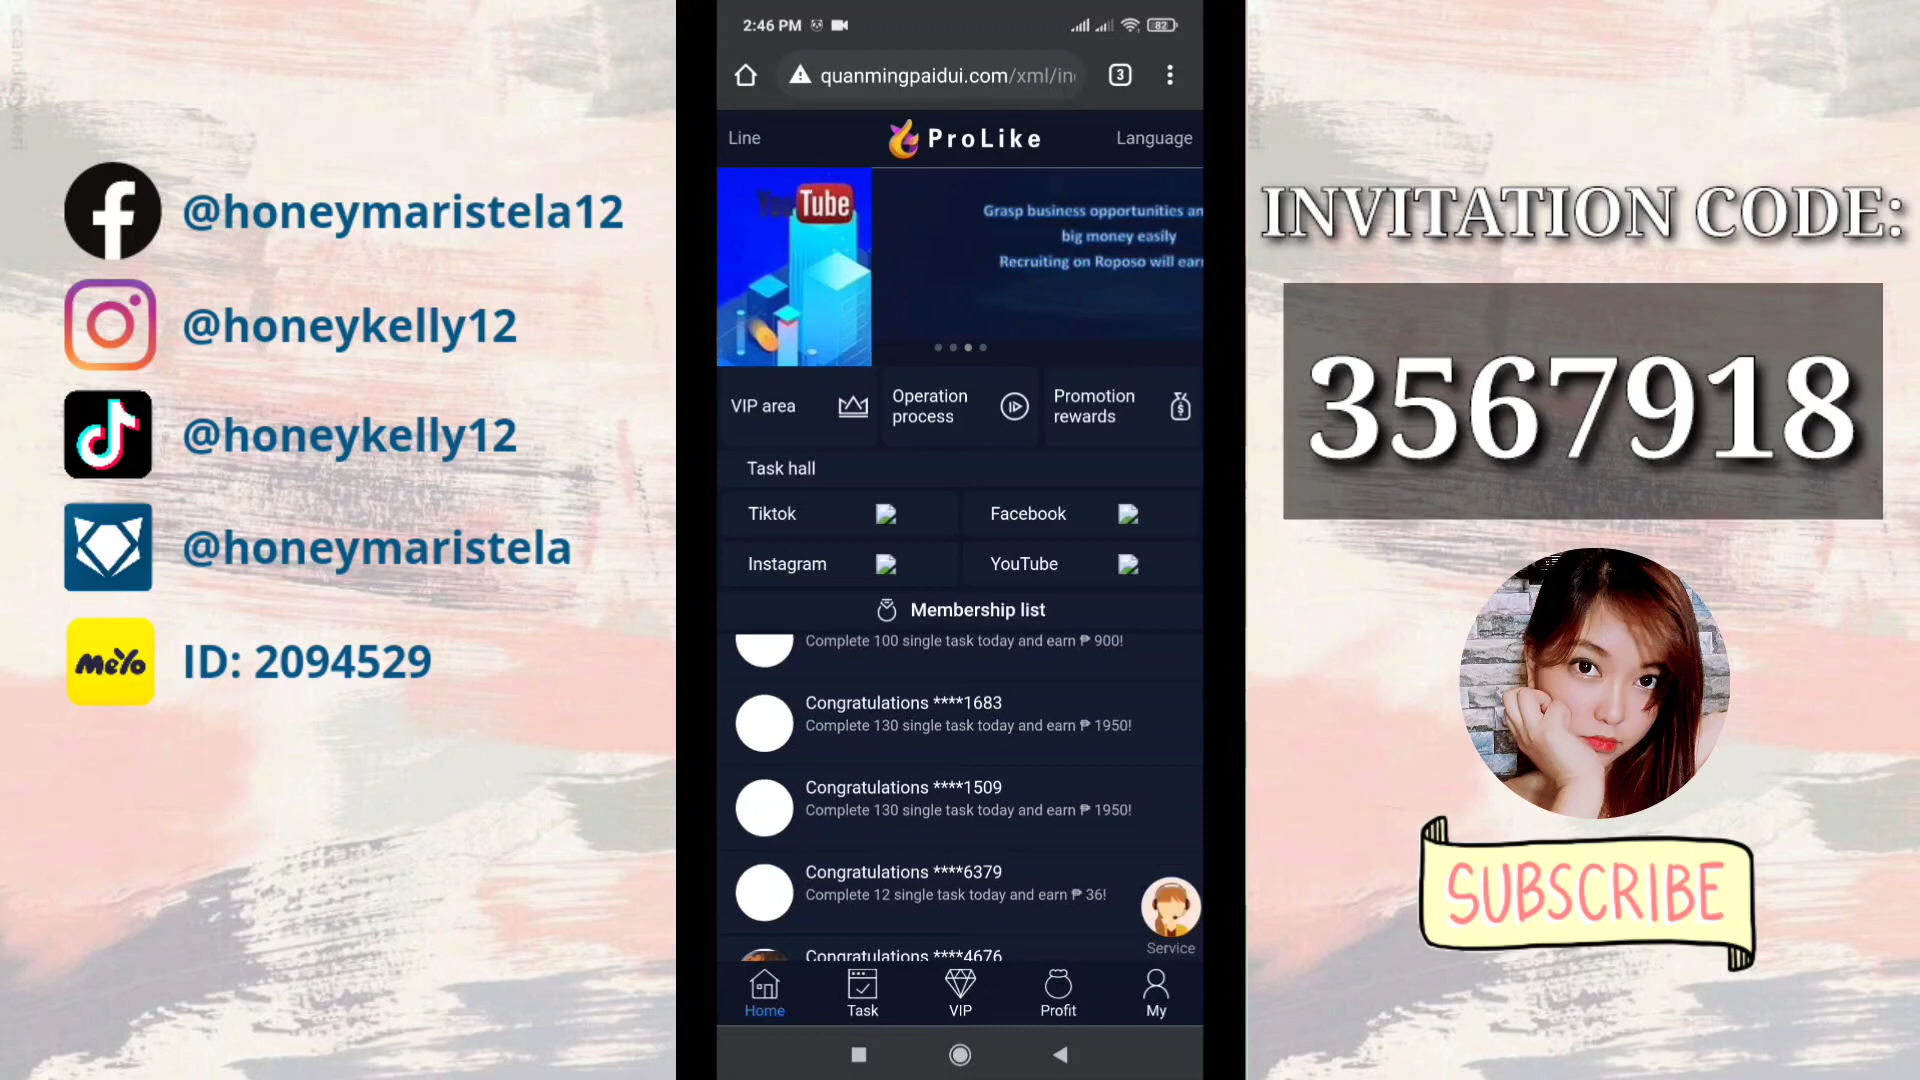 @honeymaristela12
@honeykelly12
@honeykelly12
@honeymaristela
MeYo
ID: 2094529
2:46 PM
82
quanmingpaidui.com/xml/in
3
Line
ProLike
Language
YouTube
Grasp business opportunities an
big money easily
Recruiting on Roposo will earn
VIP area
Operation
process
Promotion
rewards
Task hall
Tiktok
Facebook
Instagram
YouTube
Membership list
Complete 100 single task today and earn ₱ 900!
Congratulations ****1683
Complete 130 single task today and earn ₱ 1950!
Congratulations ****1509
Complete 130 single task today and earn ₱ 1950!
Congratulations ****6379
Complete 12 single task today and earn ₱ 36!
Congratulations ****4676
Service
Home
Task
VIP
Profit
My
INVITATION CODE:
3567918
SUBSCRIBE